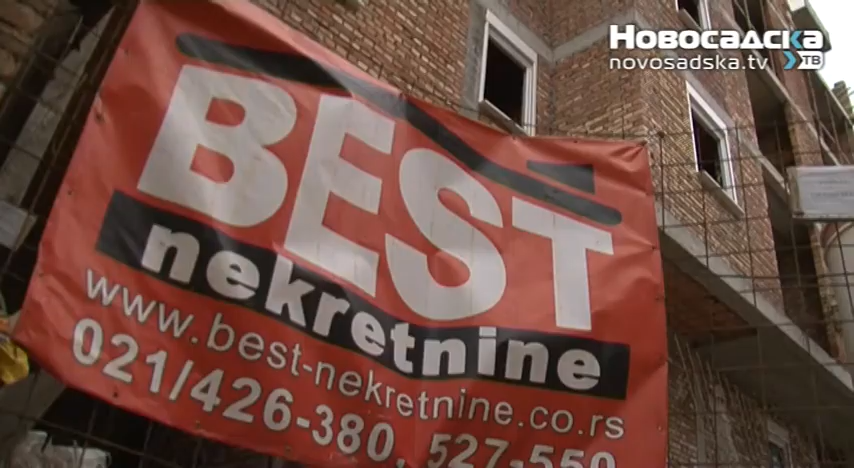 НОВОСАДСКА
ТВ
novosadska.tv
BEST
nekretnine
www.best-nekretnine.co.rs
021/426-380, 527-550